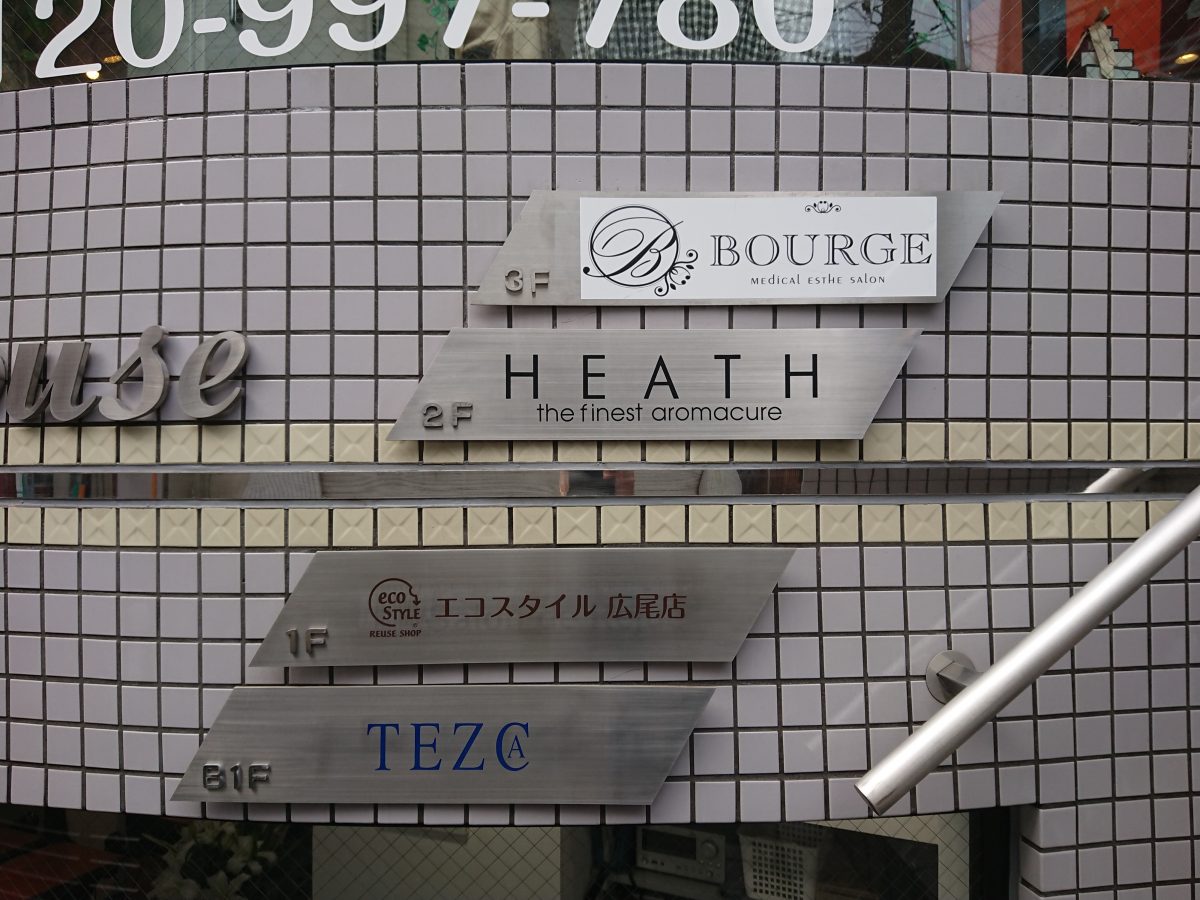 20-997-780
B BOURGE
MEDICAL ESTHE SALON
3F
HEATH
the finest aromacure
2F
ouse
eco STYLE
REUSE SHOP
エコスタイル 広尾店
1F
TEZCA
B1F